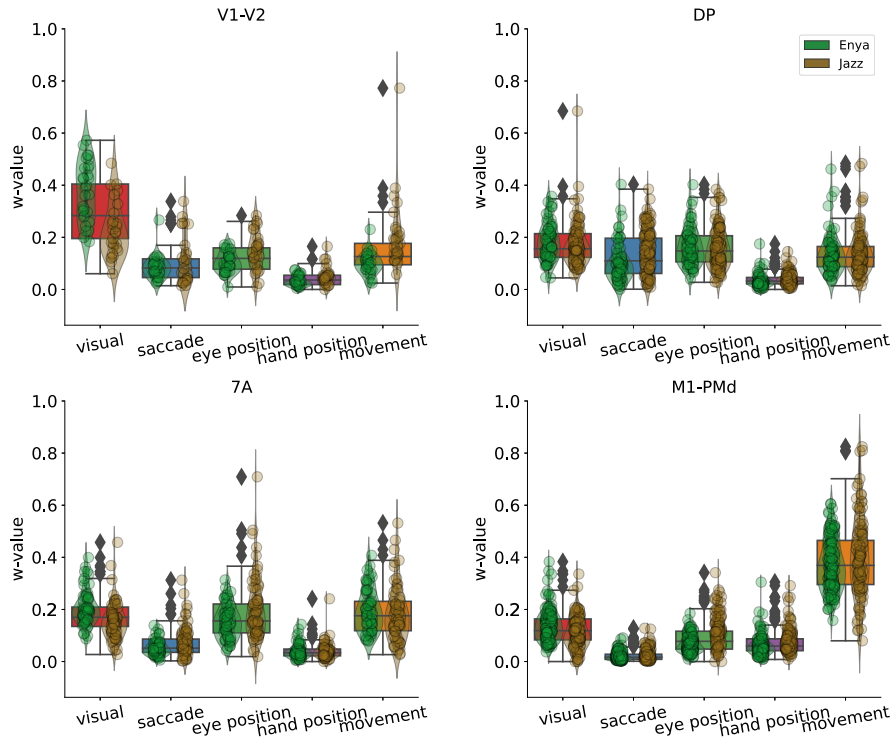 V1-V2
DP
1.0
0.8
0.6
0.4
0.2
0.0
w-value
visual
saccade
eye position
hand position
movement
1.0
0.8
0.6
0.4
0.2
0.0
w-value
Enya
Jazz
visual
saccade
eye position
hand position
movement
7A
M1-PMd
1.0
0.8
0.6
0.4
0.2
0.0
w-value
visual
saccade
eye position
hand position
movement
1.0
0.8
0.6
0.4
0.2
0.0
w-value
visual
saccade
eye position
hand position
movement